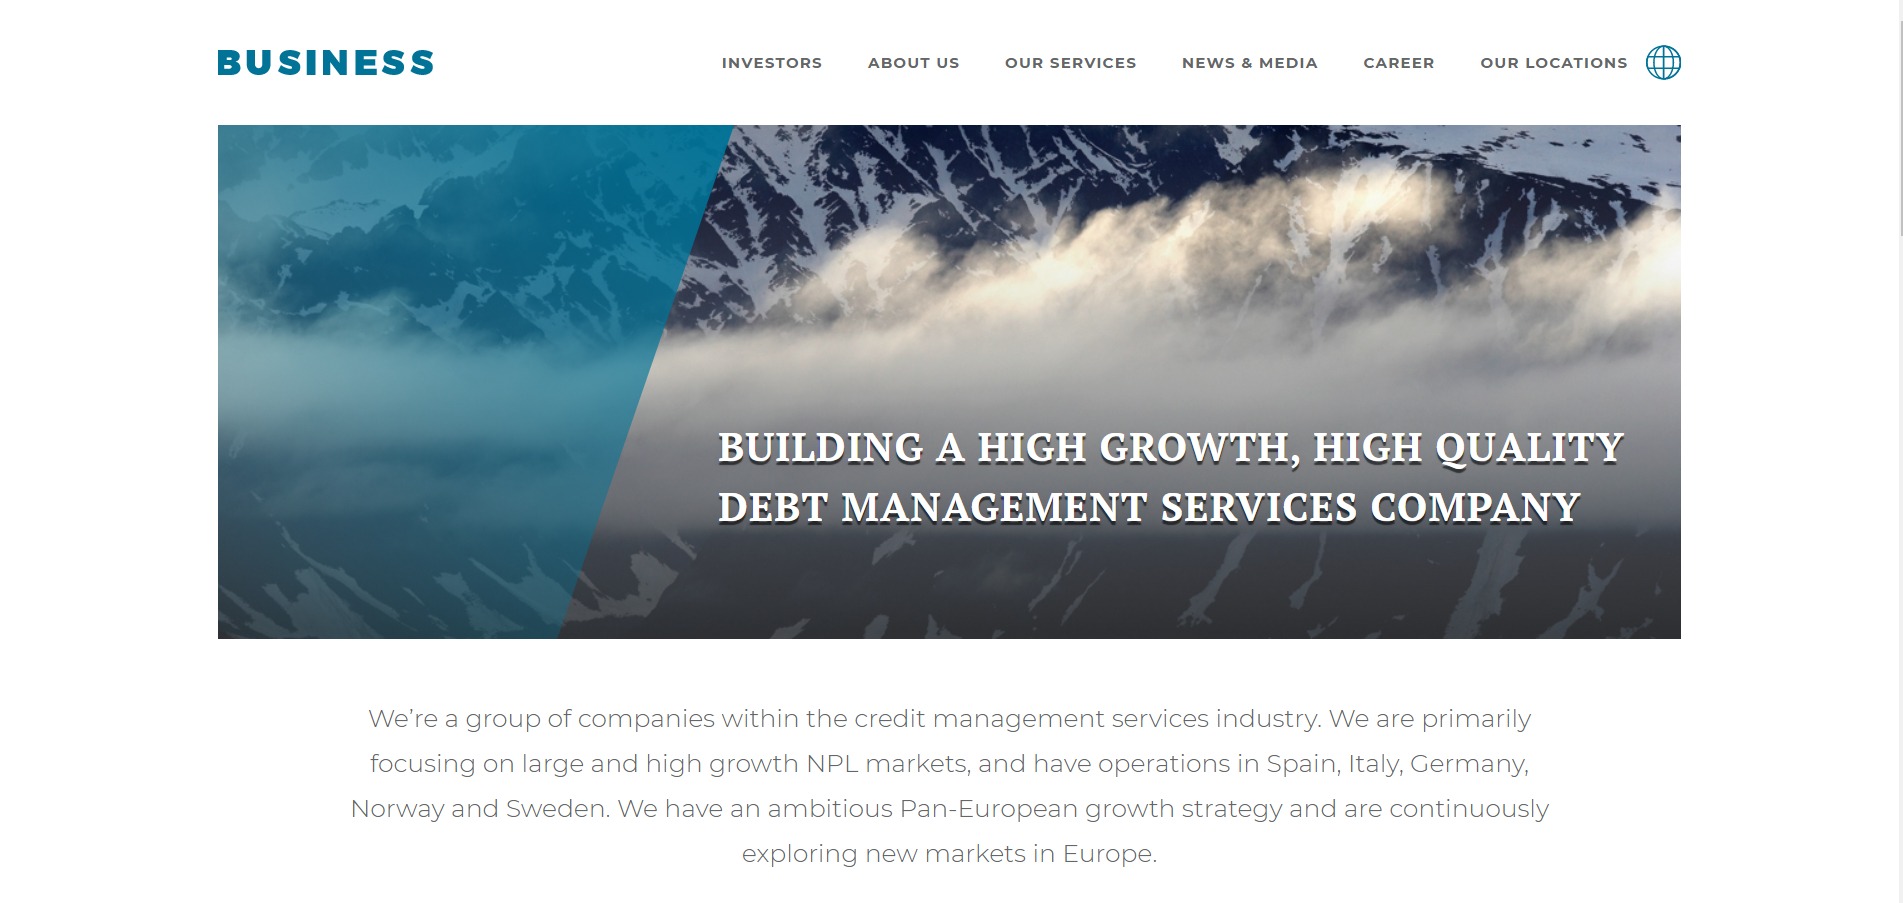 BUSINESS
INVESTORS ABOUT US OUR SERVICES NEWS & MEDIA CAREER OUR LOCATIONS
BUILDING A HIGH GROWTH, HIGH QUALITY
DEBT MANAGEMENT SERVICES COMPANY
We’re a group of companies within the credit management services industry. We are primarily
focusing on large and high growth NPL markets, and have operations in Spain, Italy, Germany,
Norway and Sweden. We have an ambitious Pan-European growth strategy and are continuously
exploring new markets in Europe.